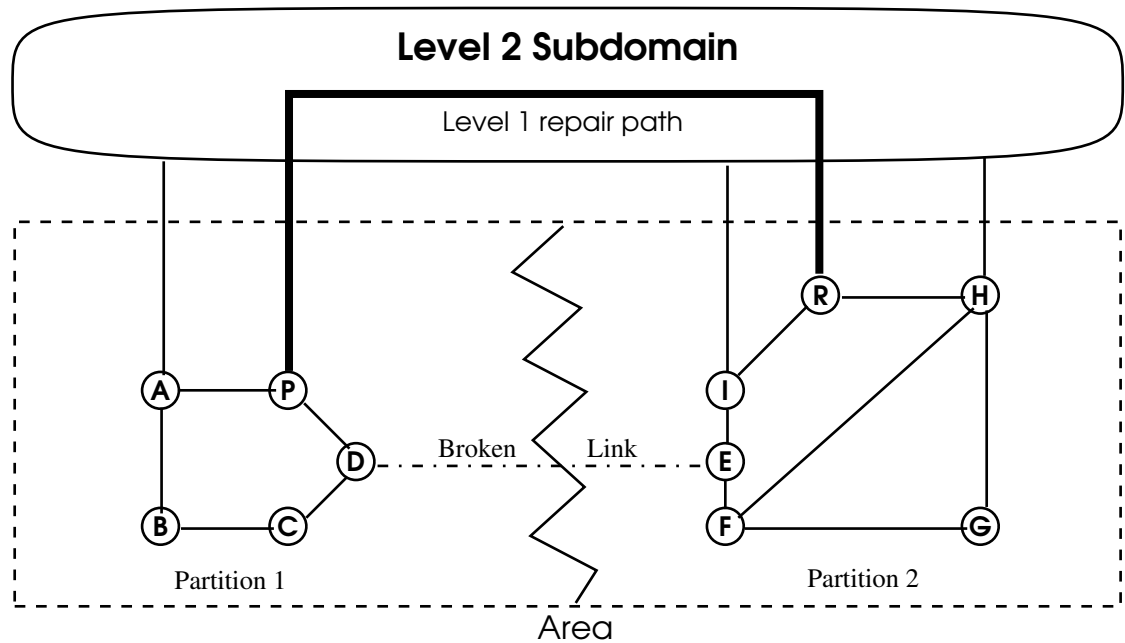 Level 2 Subdomain
Level 1 repair path
R
H
A
P
I
D
Broken
Link
E
B
C
F
G
Partition 1
Partition 2
Area